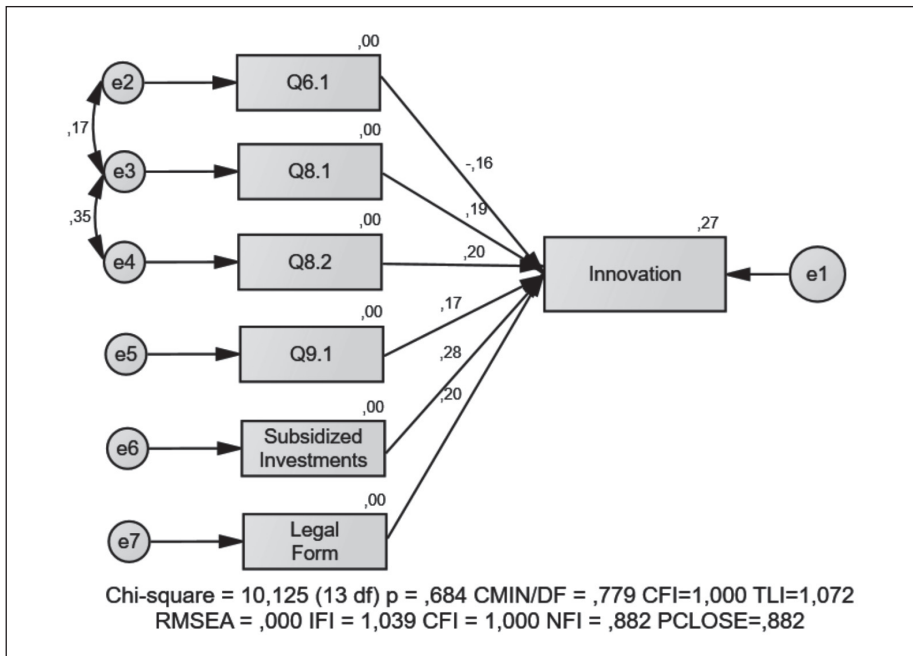 ,00
e2
Q6.1
,17
,00
-,16
e3
Q8.1
,19
,35
,00
,27
e4
Q8.2
,20
Innovation
e1
,00
,17
e5
Q9.1
,28
,00
,20
e6
Subsidized
Investments
,00
e7
Legal
Form
Chi-square = 10,125 (13 df) p = ,684 CMIN/DF = ,779 CFI=1,000 TLI=1,072
RMSEA = ,000 IFI = 1,039 CFI = 1,000 NFI = ,882 PCLOSE=,882